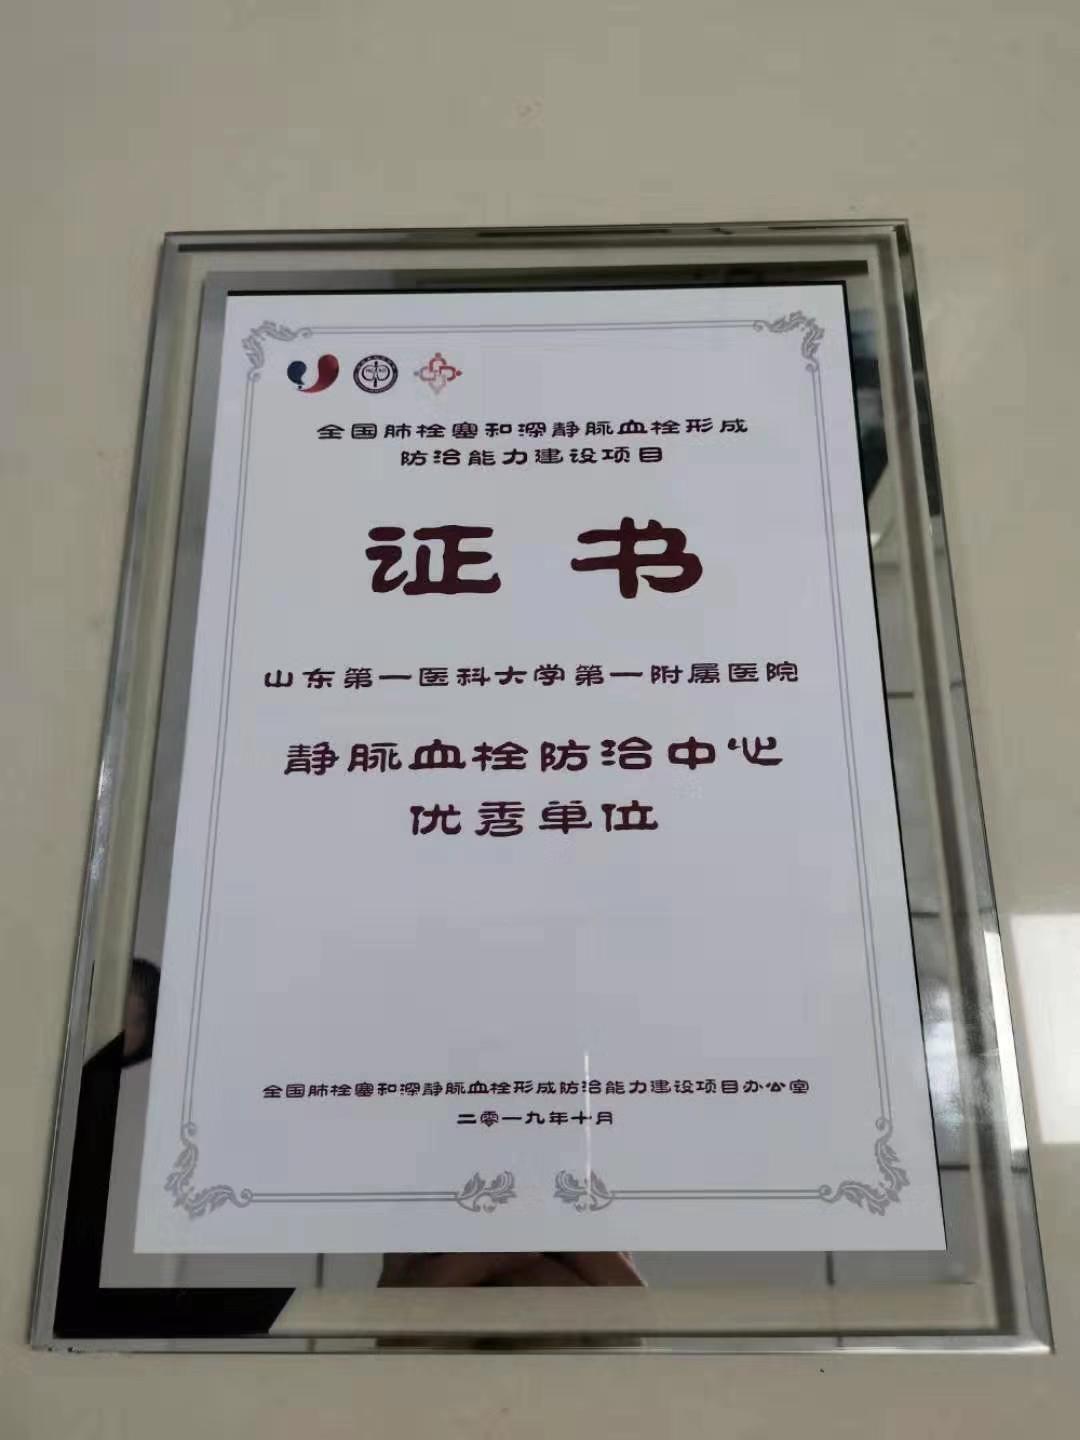 全国肺栓塞和深静脉血栓形成
防治能力建设项目
证书
山东第一医科大学第一附属医院
静脉血栓防治中心
优秀单位
全国肺栓塞和深静脉血栓形成防治能力建设项目办公室
二零一九年十月